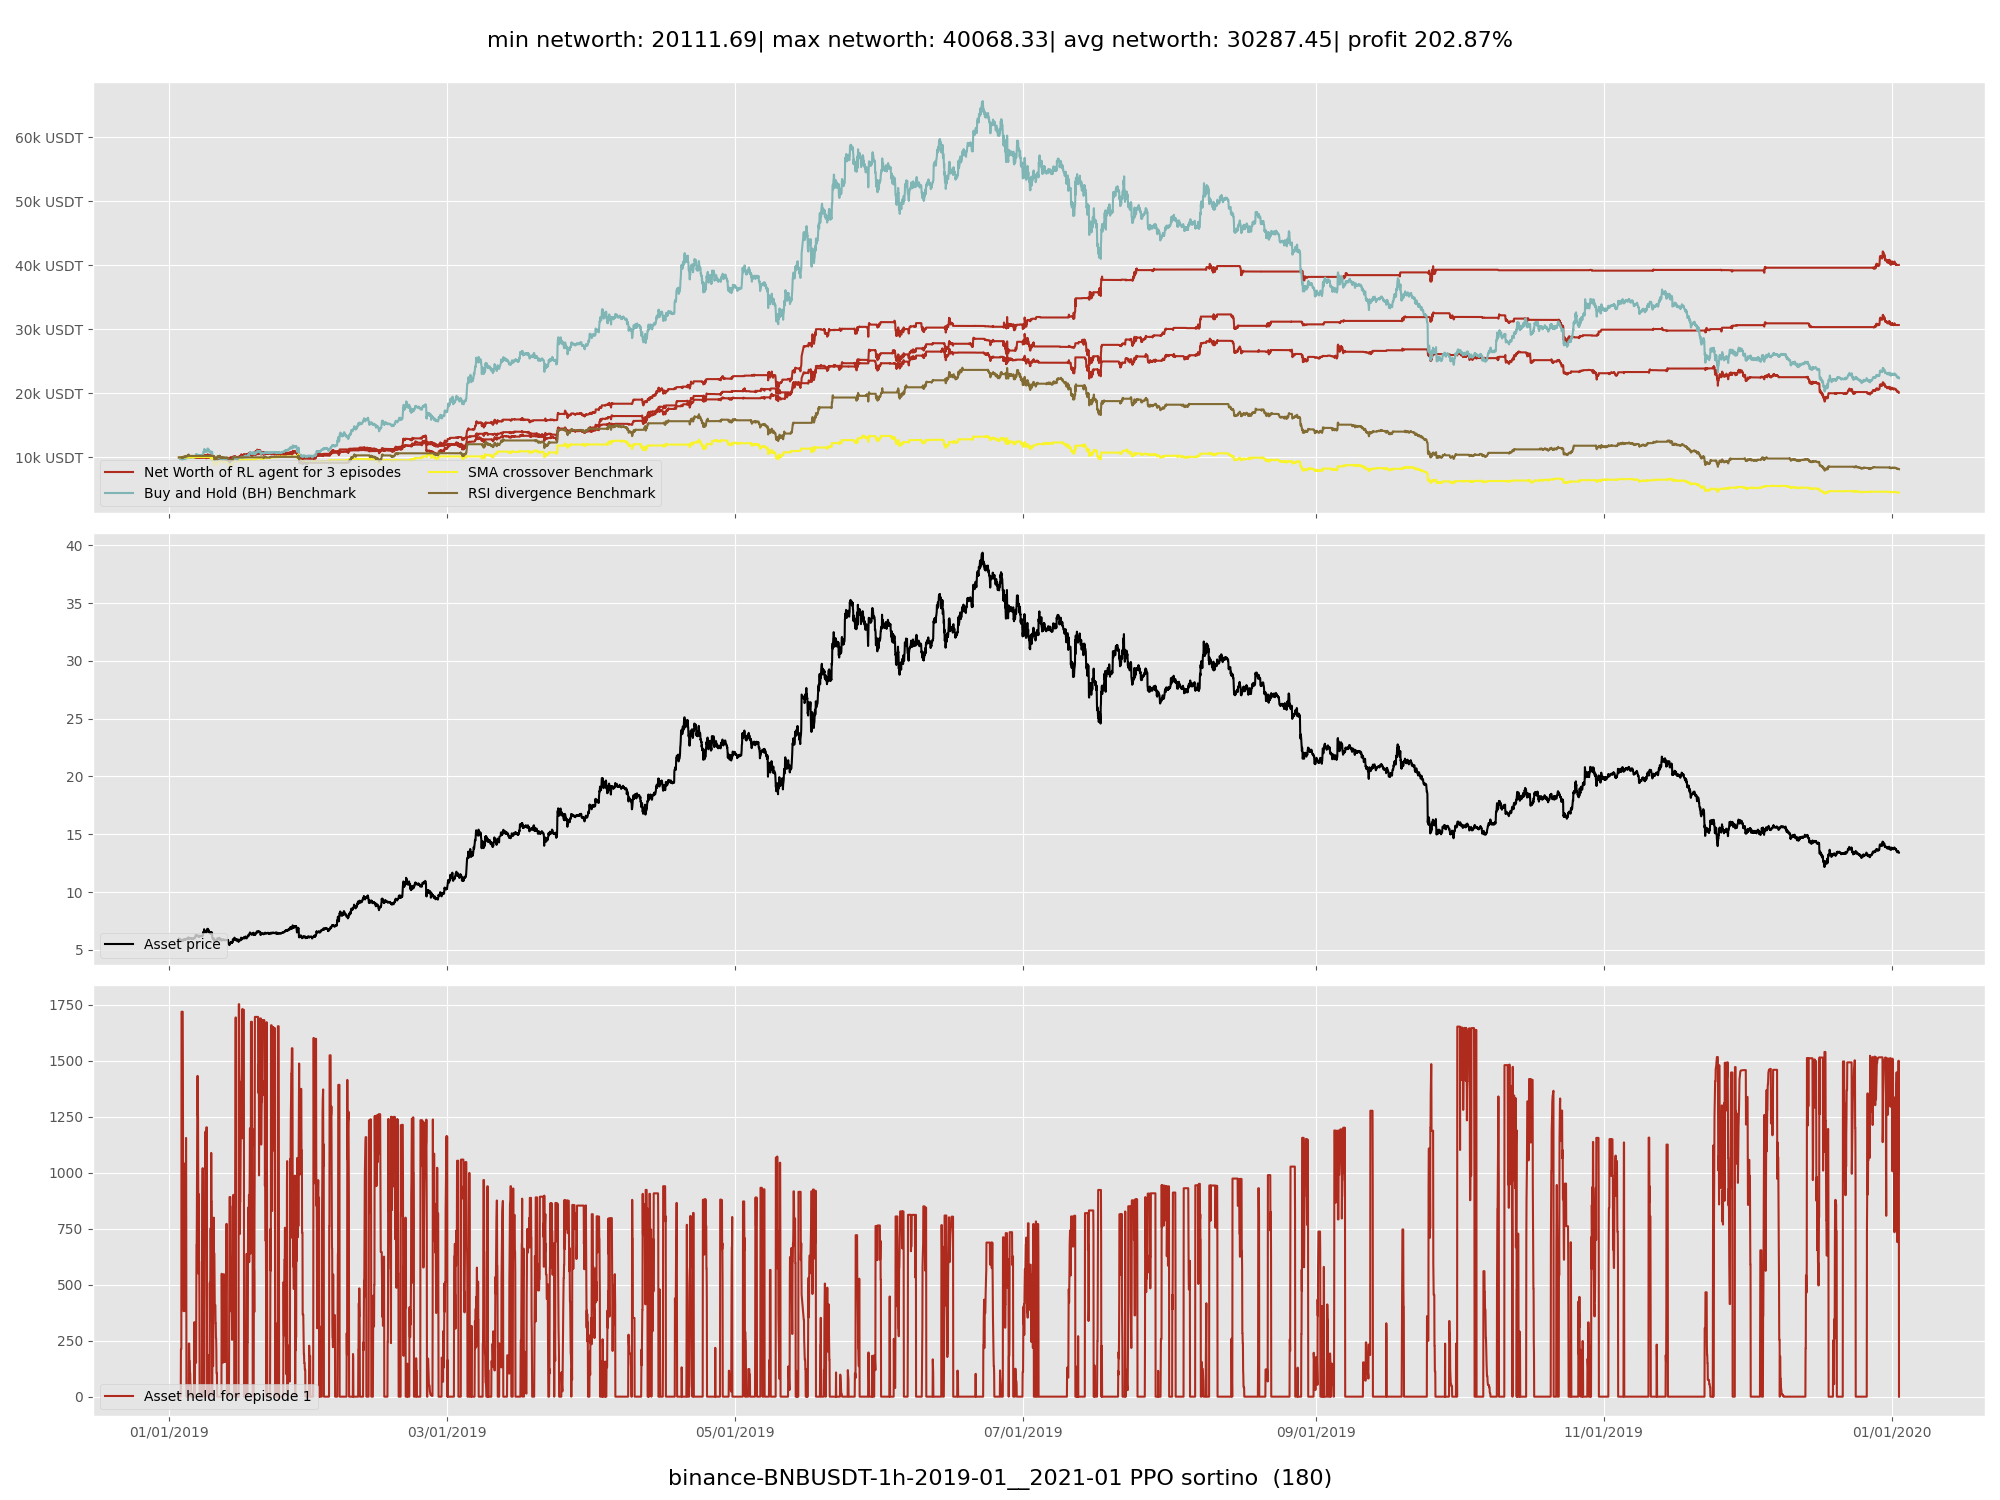 min networth: 20111.69| max networth: 40068.33| avg networth: 30287.45| profit 202.87%
60k USDT
50k USDT
40k USDT
30k USDT
20k USDT
10k USDT
Net Worth of RL agent for 3 episodes
Buy and Hold (BH) Benchmark
SMA crossover Benchmark
RSI divergence Benchmark
40
35
30
25
20
15
10
5
Asset price
1750
1500
1250
1000
750
500
250
0
Asset held for episode 1
01/01/2019 03/01/2019 05/01/2019 07/01/2019 09/01/2019 11/01/2019 01/01/2020
binance-BNBUSDT-1h-2019-01__2021-01 PPO sortino (180)